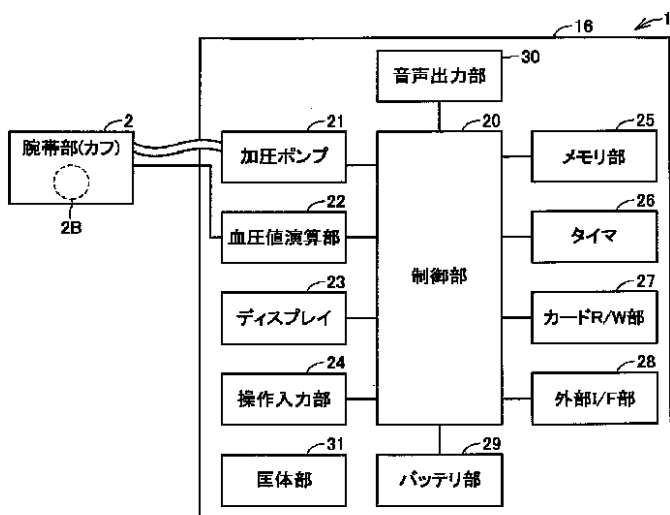 16
1
30
音声出力部
2
腕帯部(カフ)
2B
21
加圧ポンプ
20
制御部
25
メモリ部
22
血圧値演算部
26
タイマ
23
ディスプレイ
27
カードR/W部
24
操作入力部
28
外部I/F部
31
匡体部
29
バッテリ部